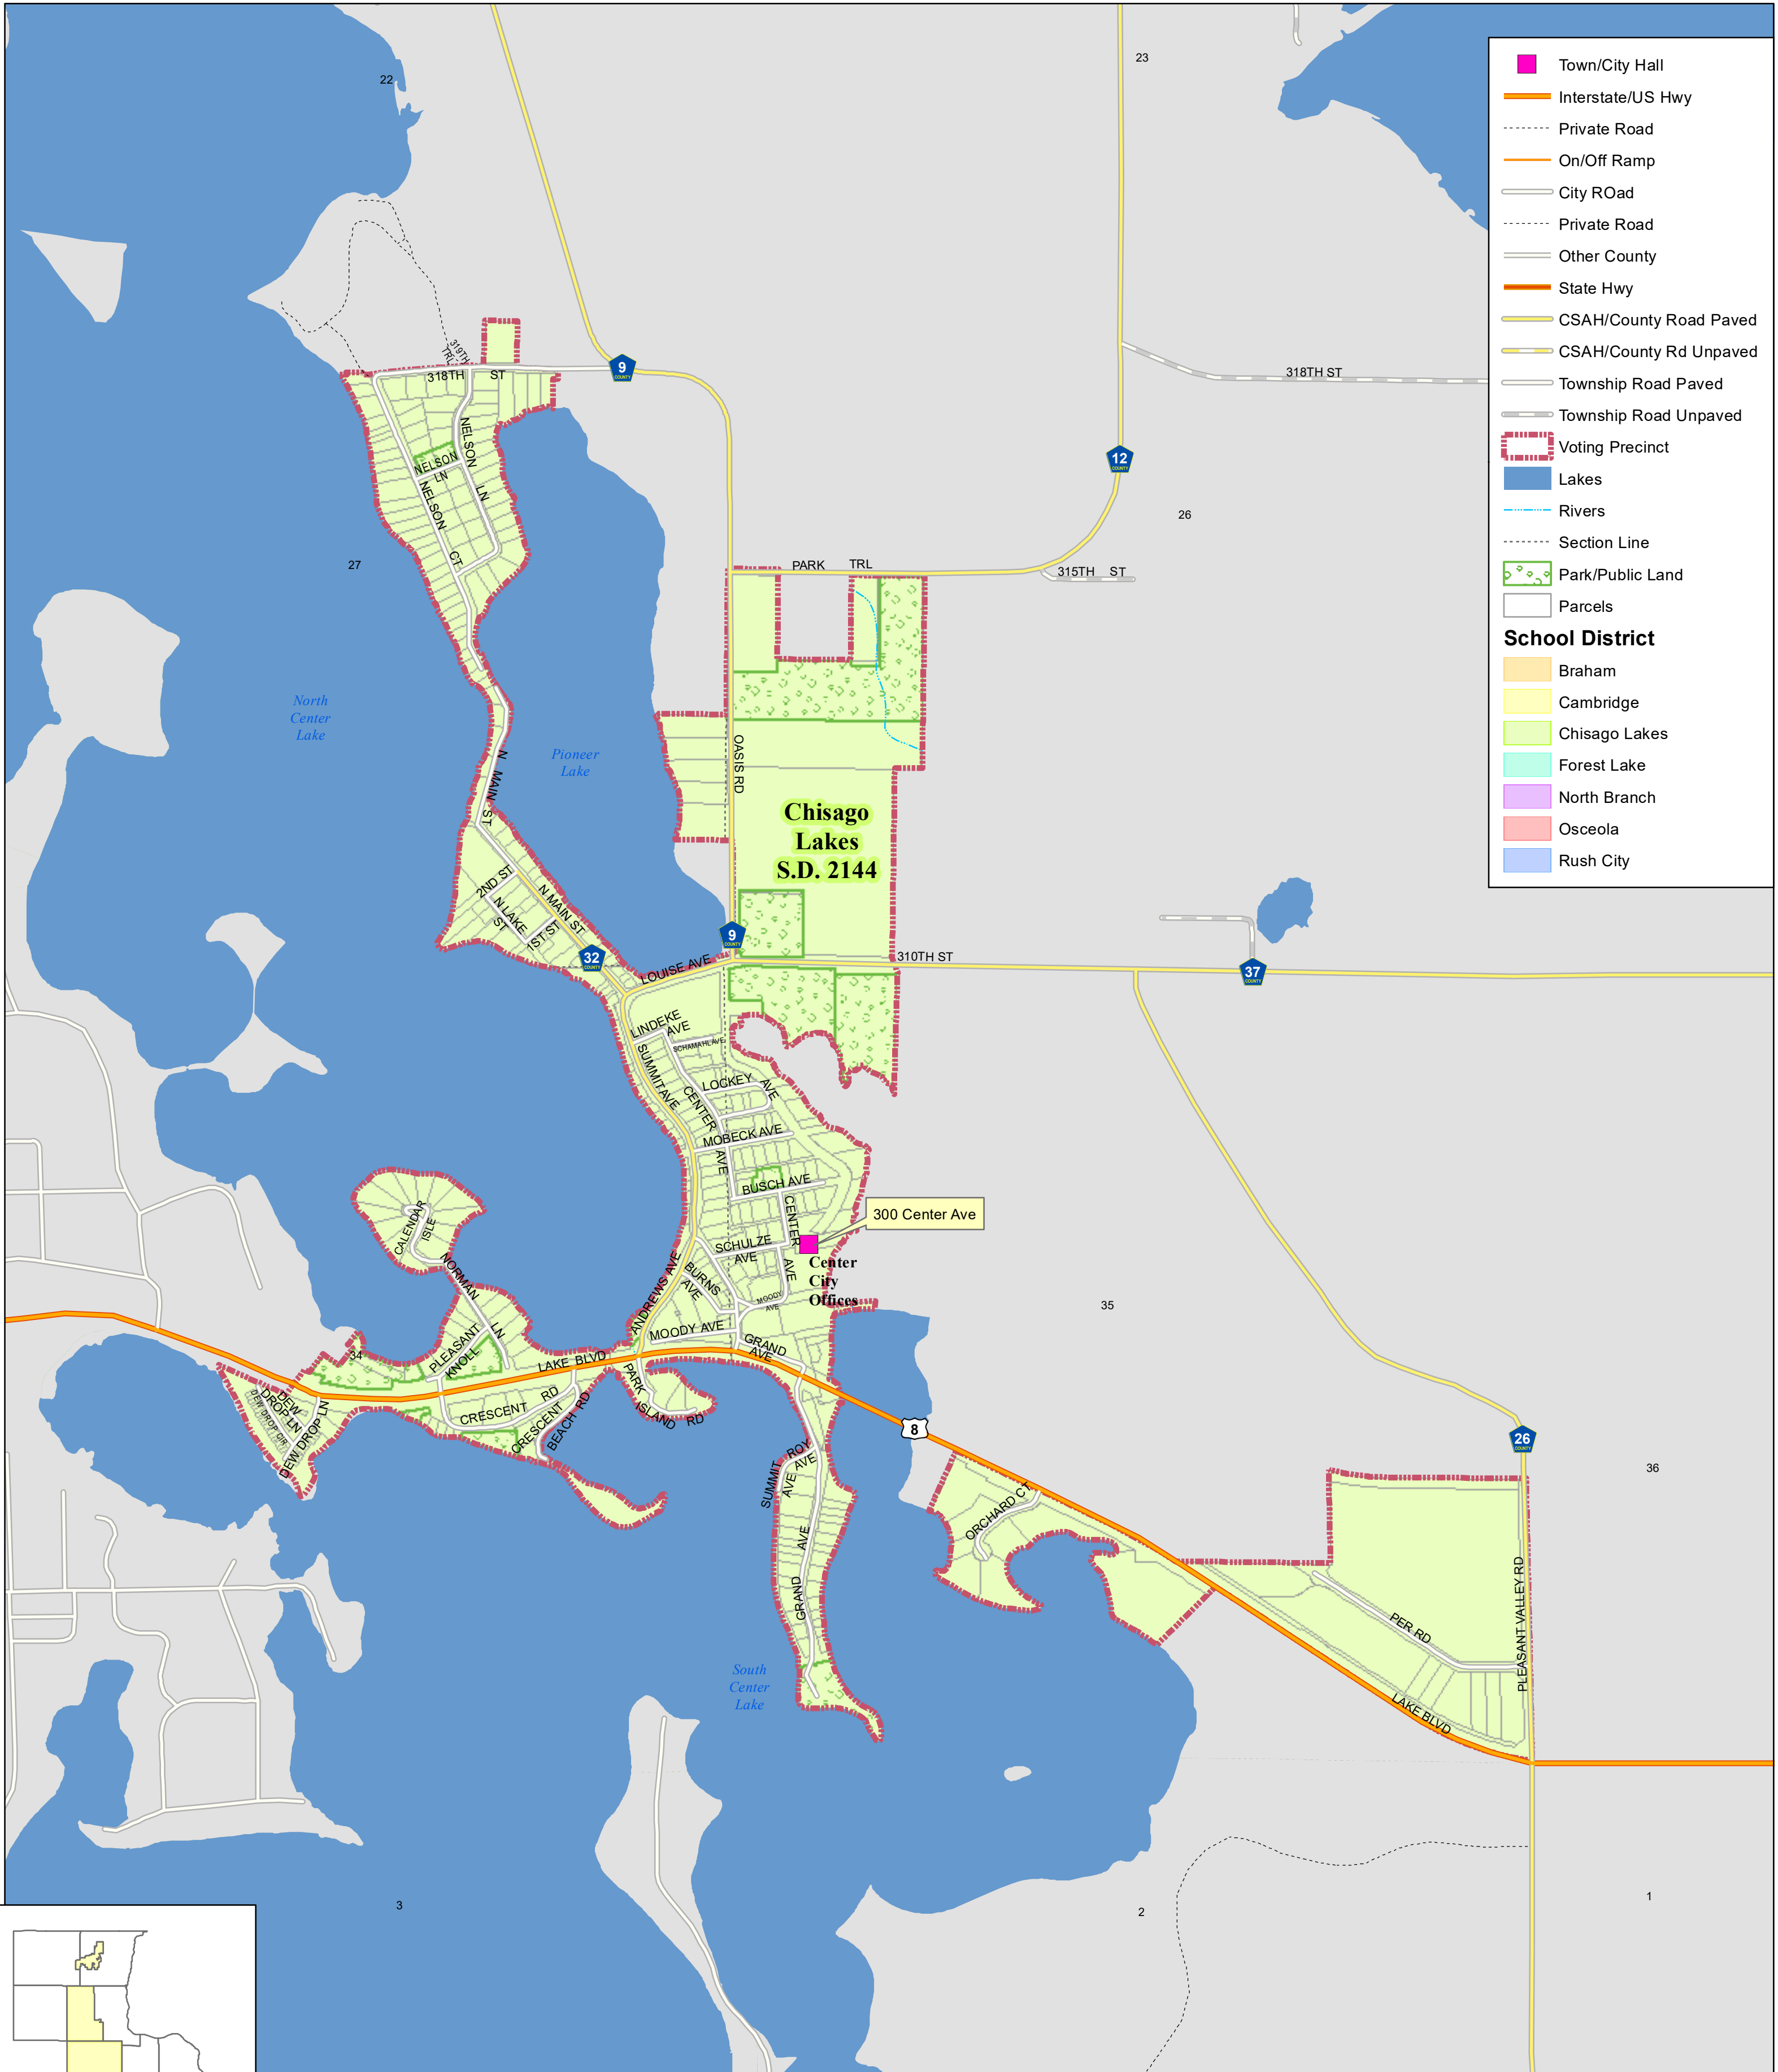 22
23
Town/City Hall
Interstate/US Hwy
Private Road
On/Off Ramp
City ROad
Private Road
Other County
State Hwy
CSAH/County Road Paved
CSAH/County Rd Unpaved
Township Road Paved
Township Road Unpaved
Voting Precinct
Lakes
Rivers
Section Line
Park/Public Land
Parcels
School District
Braham
Cambridge
Chisago Lakes
Forest Lake
North Branch
Osceola
Rush City
319TH
TRL
318TH ST
9
COUNTY
318TH ST
NELSON
LN
NELSON
LN
NELSON
CT
12
COUNTY
26
27
PARK TRL
315TH ST
North
Center
Lake
Pioneer
Lake
N MAIN ST
OASIS RD
Chisago
Lakes
S.D. 2144
2ND ST
N LAKE
ST
1ST ST
N MAIN ST
32
COUNTY
9
COUNTY
LOUISE AVE
310TH ST
37
COUNTY
LINDEKE
AVE
SCHAMAHL AVE
SUMMIT AVE
LOCKEY AVE
CENTER
AVE
MOBECK AVE
BUSCH AVE
CENTER
AVE
300 Center Ave
SCHULZE
AVE
Center
City
Offices
BURNS
AVE
MOODY
AVE
MOODY AVE
ANDREWS AVE
GRAND
AVE
CALENDAR
ISLE
NORMAN
LN
PLEASANT
KNOLL
34
35
LAKE BLVD
PARK
ISLAND RD
CRESCENT RD
CRESCENT
BEACH RD
DEW
DROP LN
DEW DROP CIR
DEW DROP LN
8
26
COUNTY
36
ROY
AVE
SUMMIT
AVE
GRAND AVE
ORCHARD CT
PER RD
PLEASANT VALLEY RD
LAKE BLVD
South
Center
Lake
3
2
1